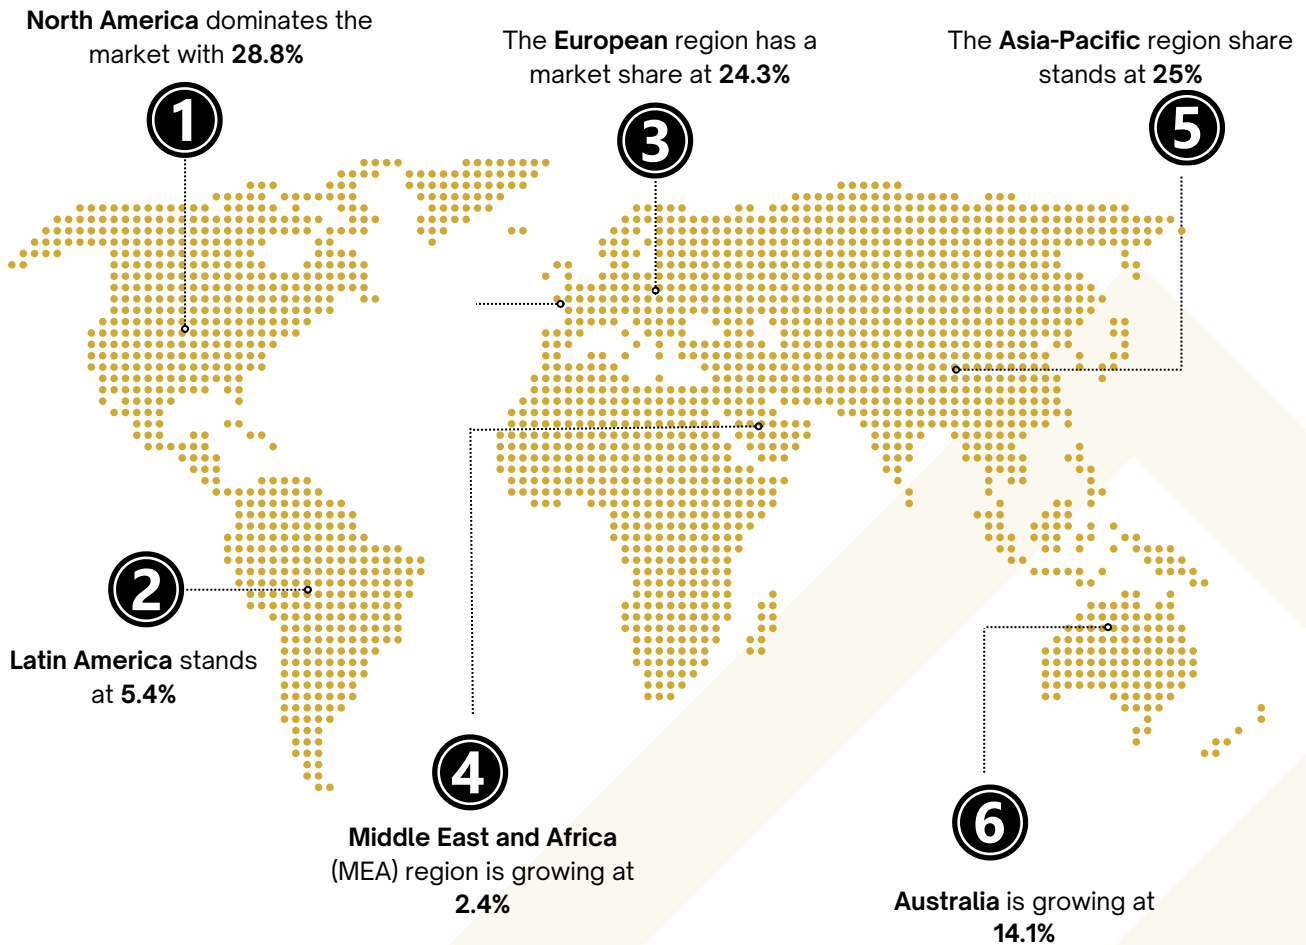 North America dominates the
market with 28.8%
1
The European region has a
market share at 24.3%
3
The Asia-Pacific region share
stands at 25%
5
2
Latin America stands
at 5.4%
4
Middle East and Africa
(MEA) region is growing at
2.4%
6
Australia is growing at
14.1%